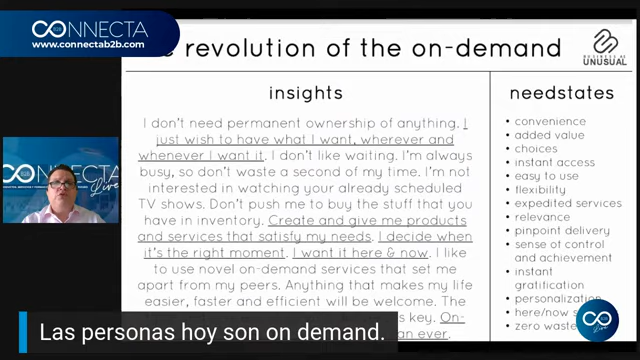 CONNECTA
www.connectab2b.com
revolution of the on-demand
UNUSUAL
insights
needstates
I don't need permanent ownership of anything. I
just wish to have what I want, wherever and
whenever I want it. I don't like waiting. I'm always
busy, so don't waste a second of my time. I'm not
interested in watching your already scheduled
TV shows. Don't push me to buy the stuff that you
have in inventory. Create and give me products
and services that satisfy my needs. I decide when
it's the right moment. I want it here & now. I like
to use novel on-demand services that set me
apart from my peers. Anything that makes my life
easier, faster and efficient will be welcome. The
key. On-
an ever.
• convenience
• added value
• choices
• instant access
• easy to use
• flexibility
• expedited services
• relevance
• pinpoint delivery
• sense of control
and achievement
• instant
gratification
• personalization
• here/now
• zero waste
CONNECTA
Live
Las personas hoy son on demand.